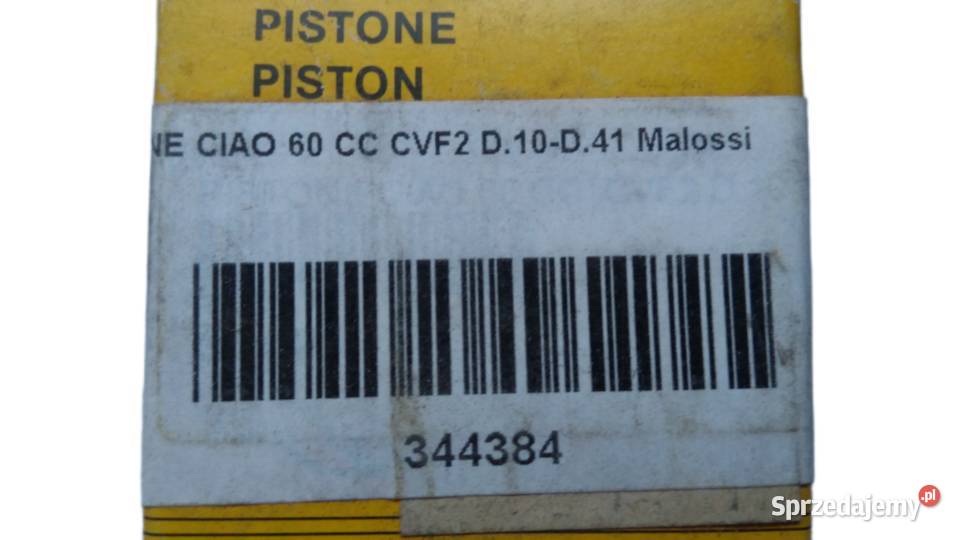 PISTONE
PISTON
NE CIAO 60 CC CVF2 D.10-D.41 Malossi
344384
Sprzedajemy.pl